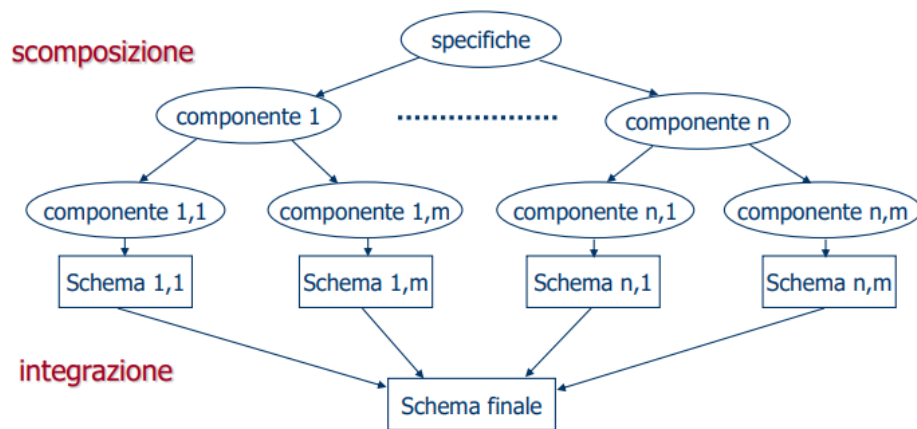 specifiche
scomposizione
componente 1
componente n
componente 1,1
componente 1,m
componente n,1
componente n,m
Schema 1,1
Schema 1,m
Schema n,1
Schema n,m
integrazione
Schema finale